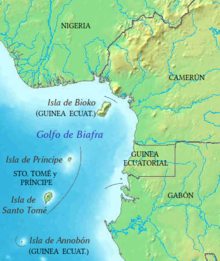 NIGERIA
CAMERÚN
Isla de Bioko
(GUINEA ECUAT.)
Golfo de Biafra
Isla de Príncipe
GUINEA
ECUATORIAL
STO. TOMÉ y
PRÍNCIPE
GABÓN
Isla de
Santo Tomé
Isla de Annobón
(GUINEA ECUAT.)